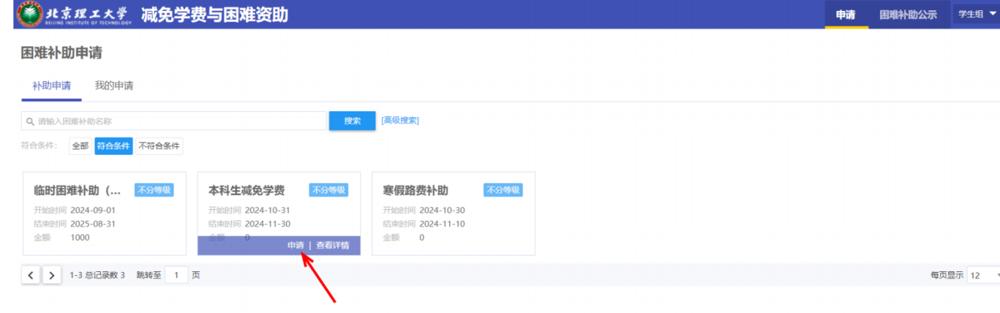 北京理工大学 减免学费与困难资助 申请 困难补助公示 学生组
BEIJING INSTITUTE OF TECHNOLOGY
困难补助申请
补助申请 我的申请
请输入困难补助名称 搜索 [高级搜索]
符合条件: 全部 符合条件 不符合条件
临时困难补助（... 不分等级
开始时间 2024-09-01
结束时间 2025-08-31
金额 1000
本科生减免学费 不分等级
开始时间 2024-10-31
结束时间 2024-11-30
金额 0
申请 | 查看详情
寒假路费补助 不分等级
开始时间 2024-10-30
结束时间 2024-11-10
金额 0
1-3 总记录数 3 跳转至 1 页 每页显示 12